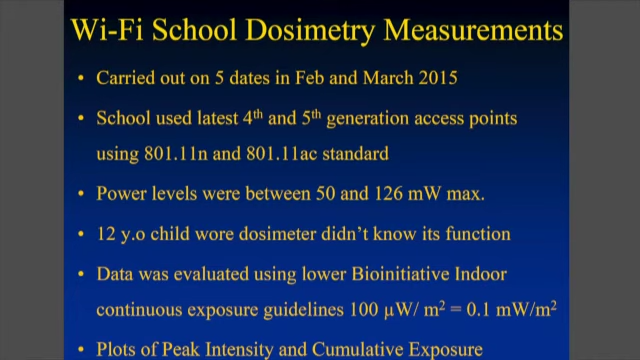 Wi-Fi School Dosimetry Measurements
• Carried out on 5 dates in Feb and March 2015
• School used latest 4th and 5th generation access points
using 801.11n and 801.11ac standard
• Power levels were between 50 and 126 mW max.
• 12 y.o child wore dosimeter didn't know its function
• Data was evaluated using lower Bioinitiative Indoor
continuous exposure guidelines 100 µW/ m² = 0.1 mW/m²
• Plots of Peak Intensity and Cumulative Exposure